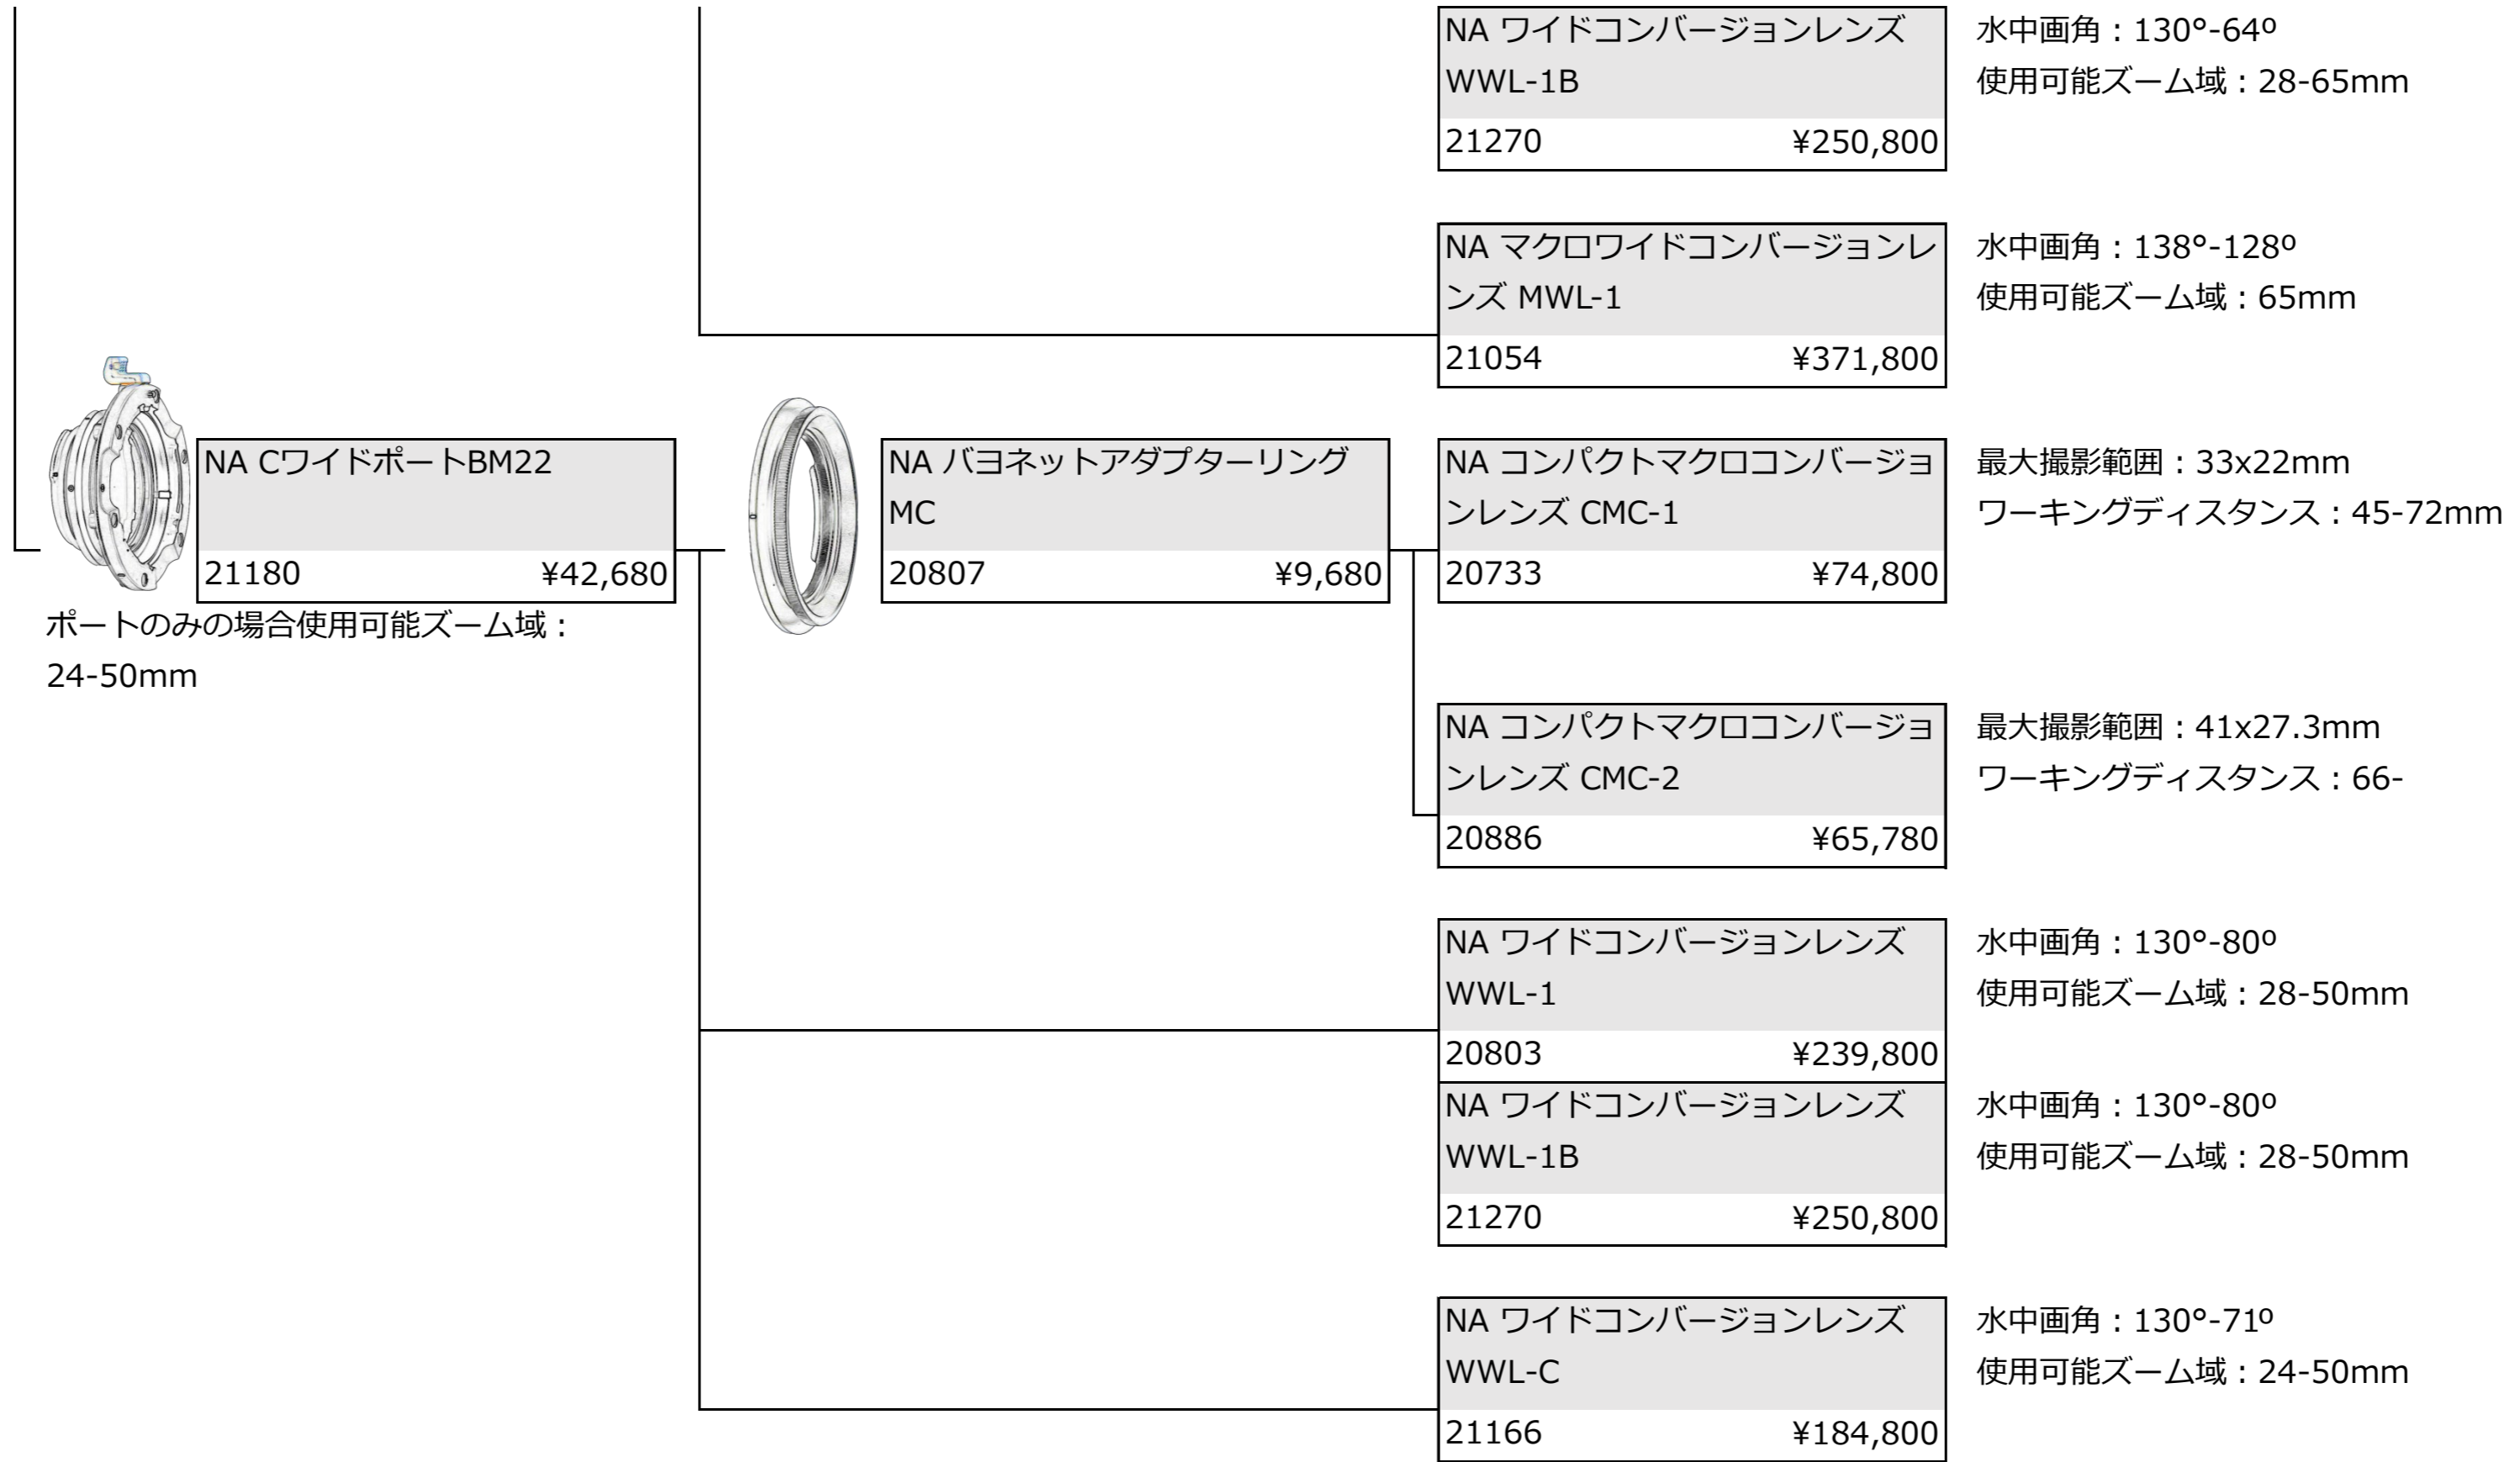 NA ワイドコンバージョンレンズ
WWL-1B
21270 ¥250,800
水中画角：130°-64º
使用可能ズーム域：28-65mm
NA マクロワイドコンバージョンレ
ンズ MWL-1
21054 ¥371,800
水中画角：138°-128º
使用可能ズーム域：65mm
NA CワイドポートBM22
21180 ¥42,680
ポートのみの場合使用可能ズーム域：
24-50mm
NA バヨネットアダプターリング
MC
20807 ¥9,680
NA コンパクトマクロコンバージョ
ンレンズ CMC-1
20733 ¥74,800
最大撮影範囲：33x22mm
ワーキングディスタンス：45-72mm
NA コンパクトマクロコンバージョ
ンレンズ CMC-2
20886 ¥65,780
最大撮影範囲：41x27.3mm
ワーキングディスタンス：66-
NA ワイドコンバージョンレンズ
WWL-1
20803 ¥239,800
水中画角：130°-80º
使用可能ズーム域：28-50mm
NA ワイドコンバージョンレンズ
WWL-1B
21270 ¥250,800
水中画角：130°-80º
使用可能ズーム域：28-50mm
NA ワイドコンバージョンレンズ
WWL-C
21166 ¥184,800
水中画角：130°-71º
使用可能ズーム域：24-50mm